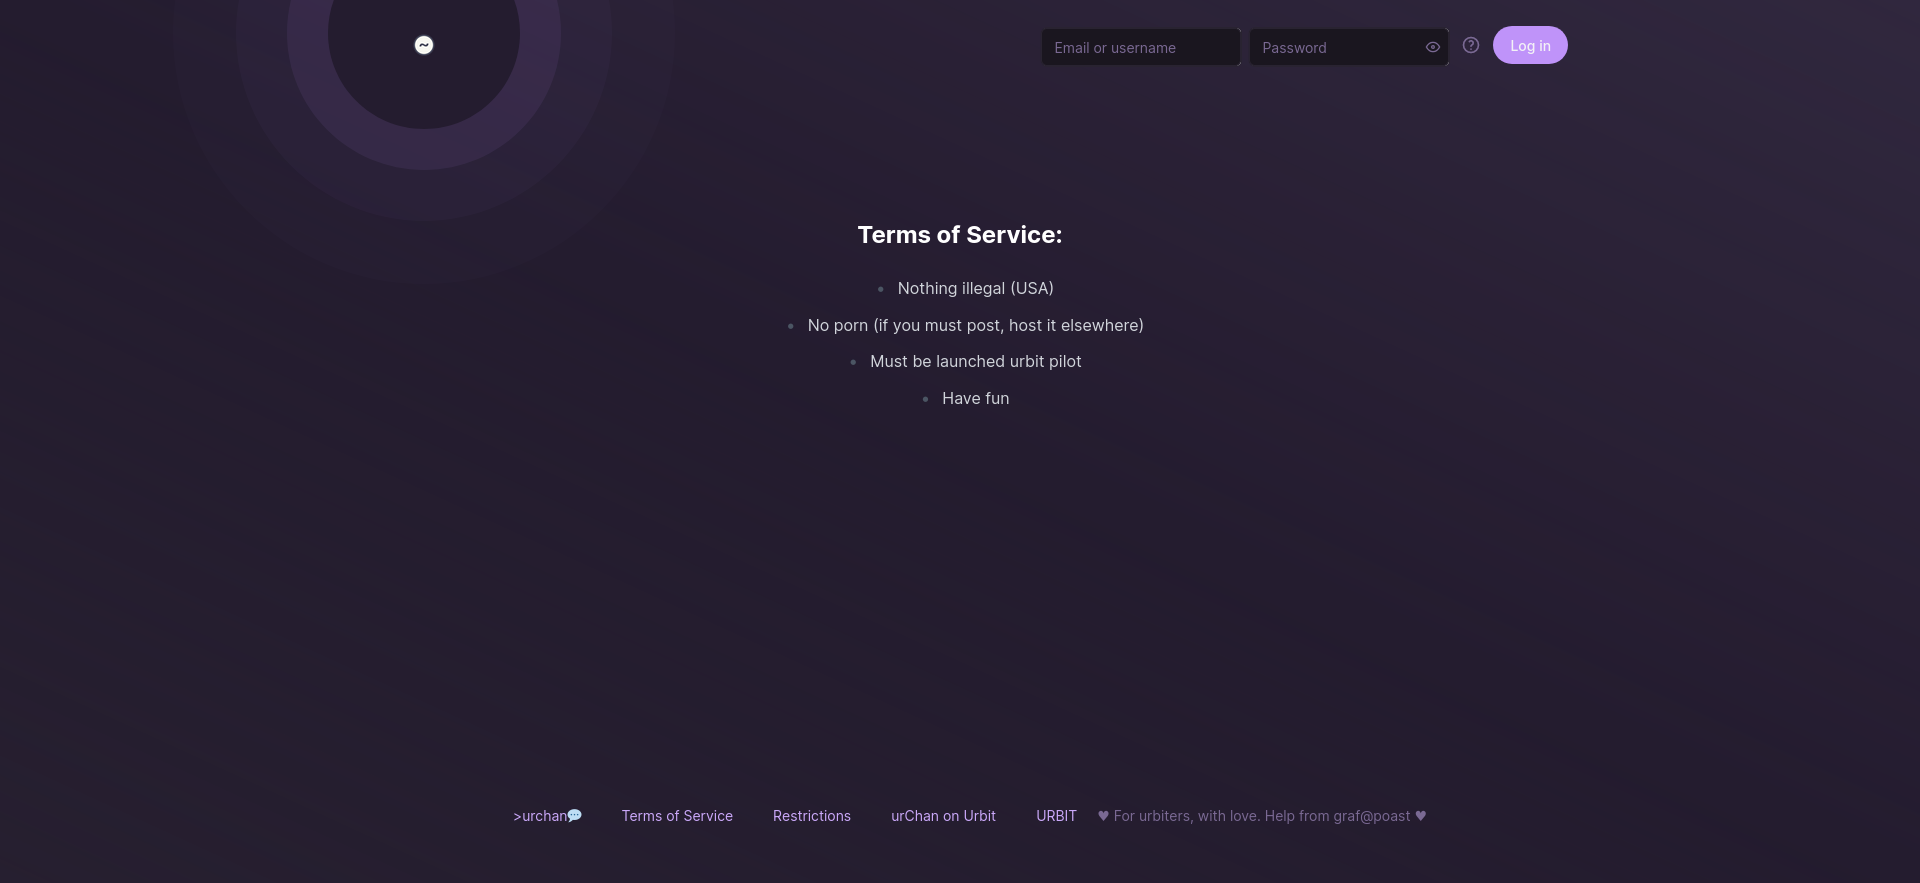 ~
Email or username
Password
Log in
Terms of Service:
• Nothing illegal (USA)
• No porn (if you must post, host it elsewhere)
• Must be launched urbit pilot
• Have fun
>urchan💬 Terms of Service Restrictions urChan on Urbit URBIT ♥ For urbiters, with love. Help from graf@poast ♥